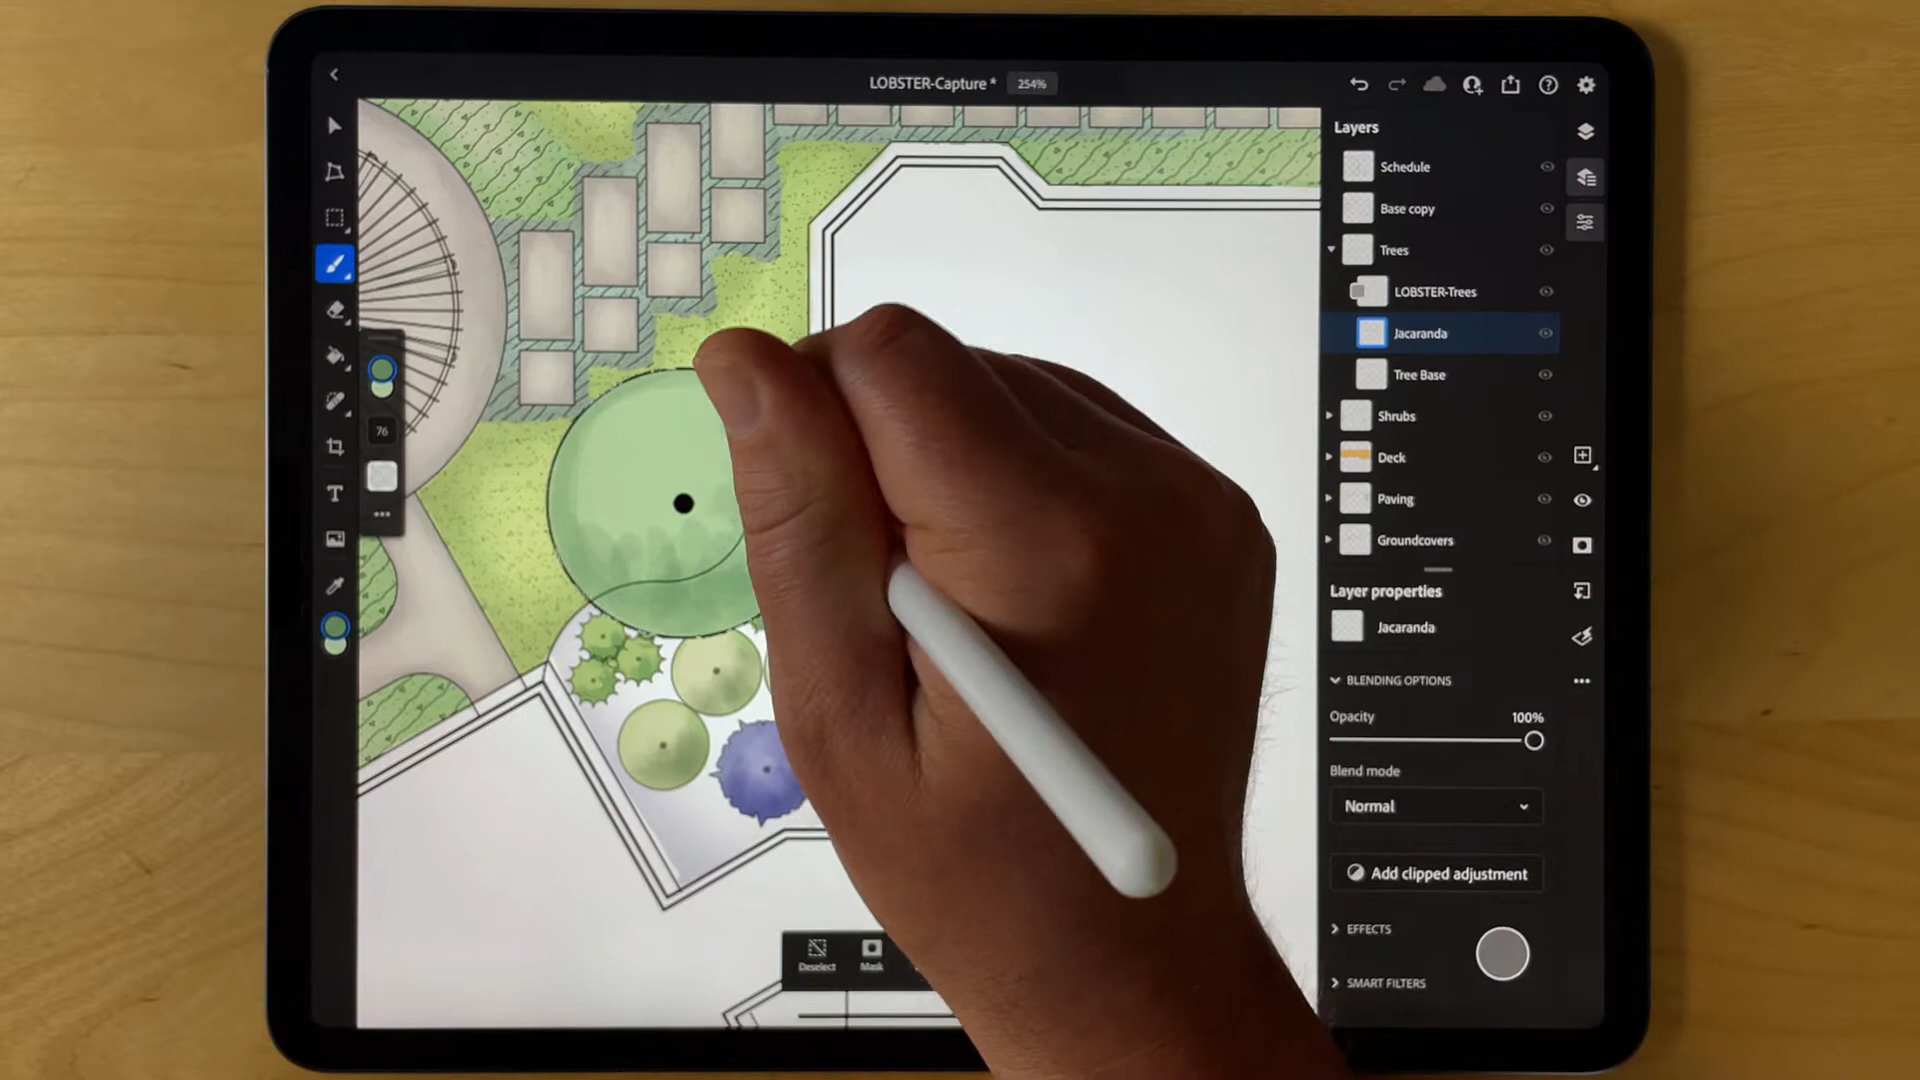 LOBSTER-Capture * 254%
Layers
Schedule
Base copy
Trees
LOBSTER-Trees
Jacaranda
Tree Base
Shrubs
Deck
Paving
Groundcovers
Layer properties
Jacaranda
BLENDING OPTIONS
Opacity 100%
Blend mode
Normal
Add clipped adjustment
EFFECTS
SMART FILTERS
76
Deselect Mask